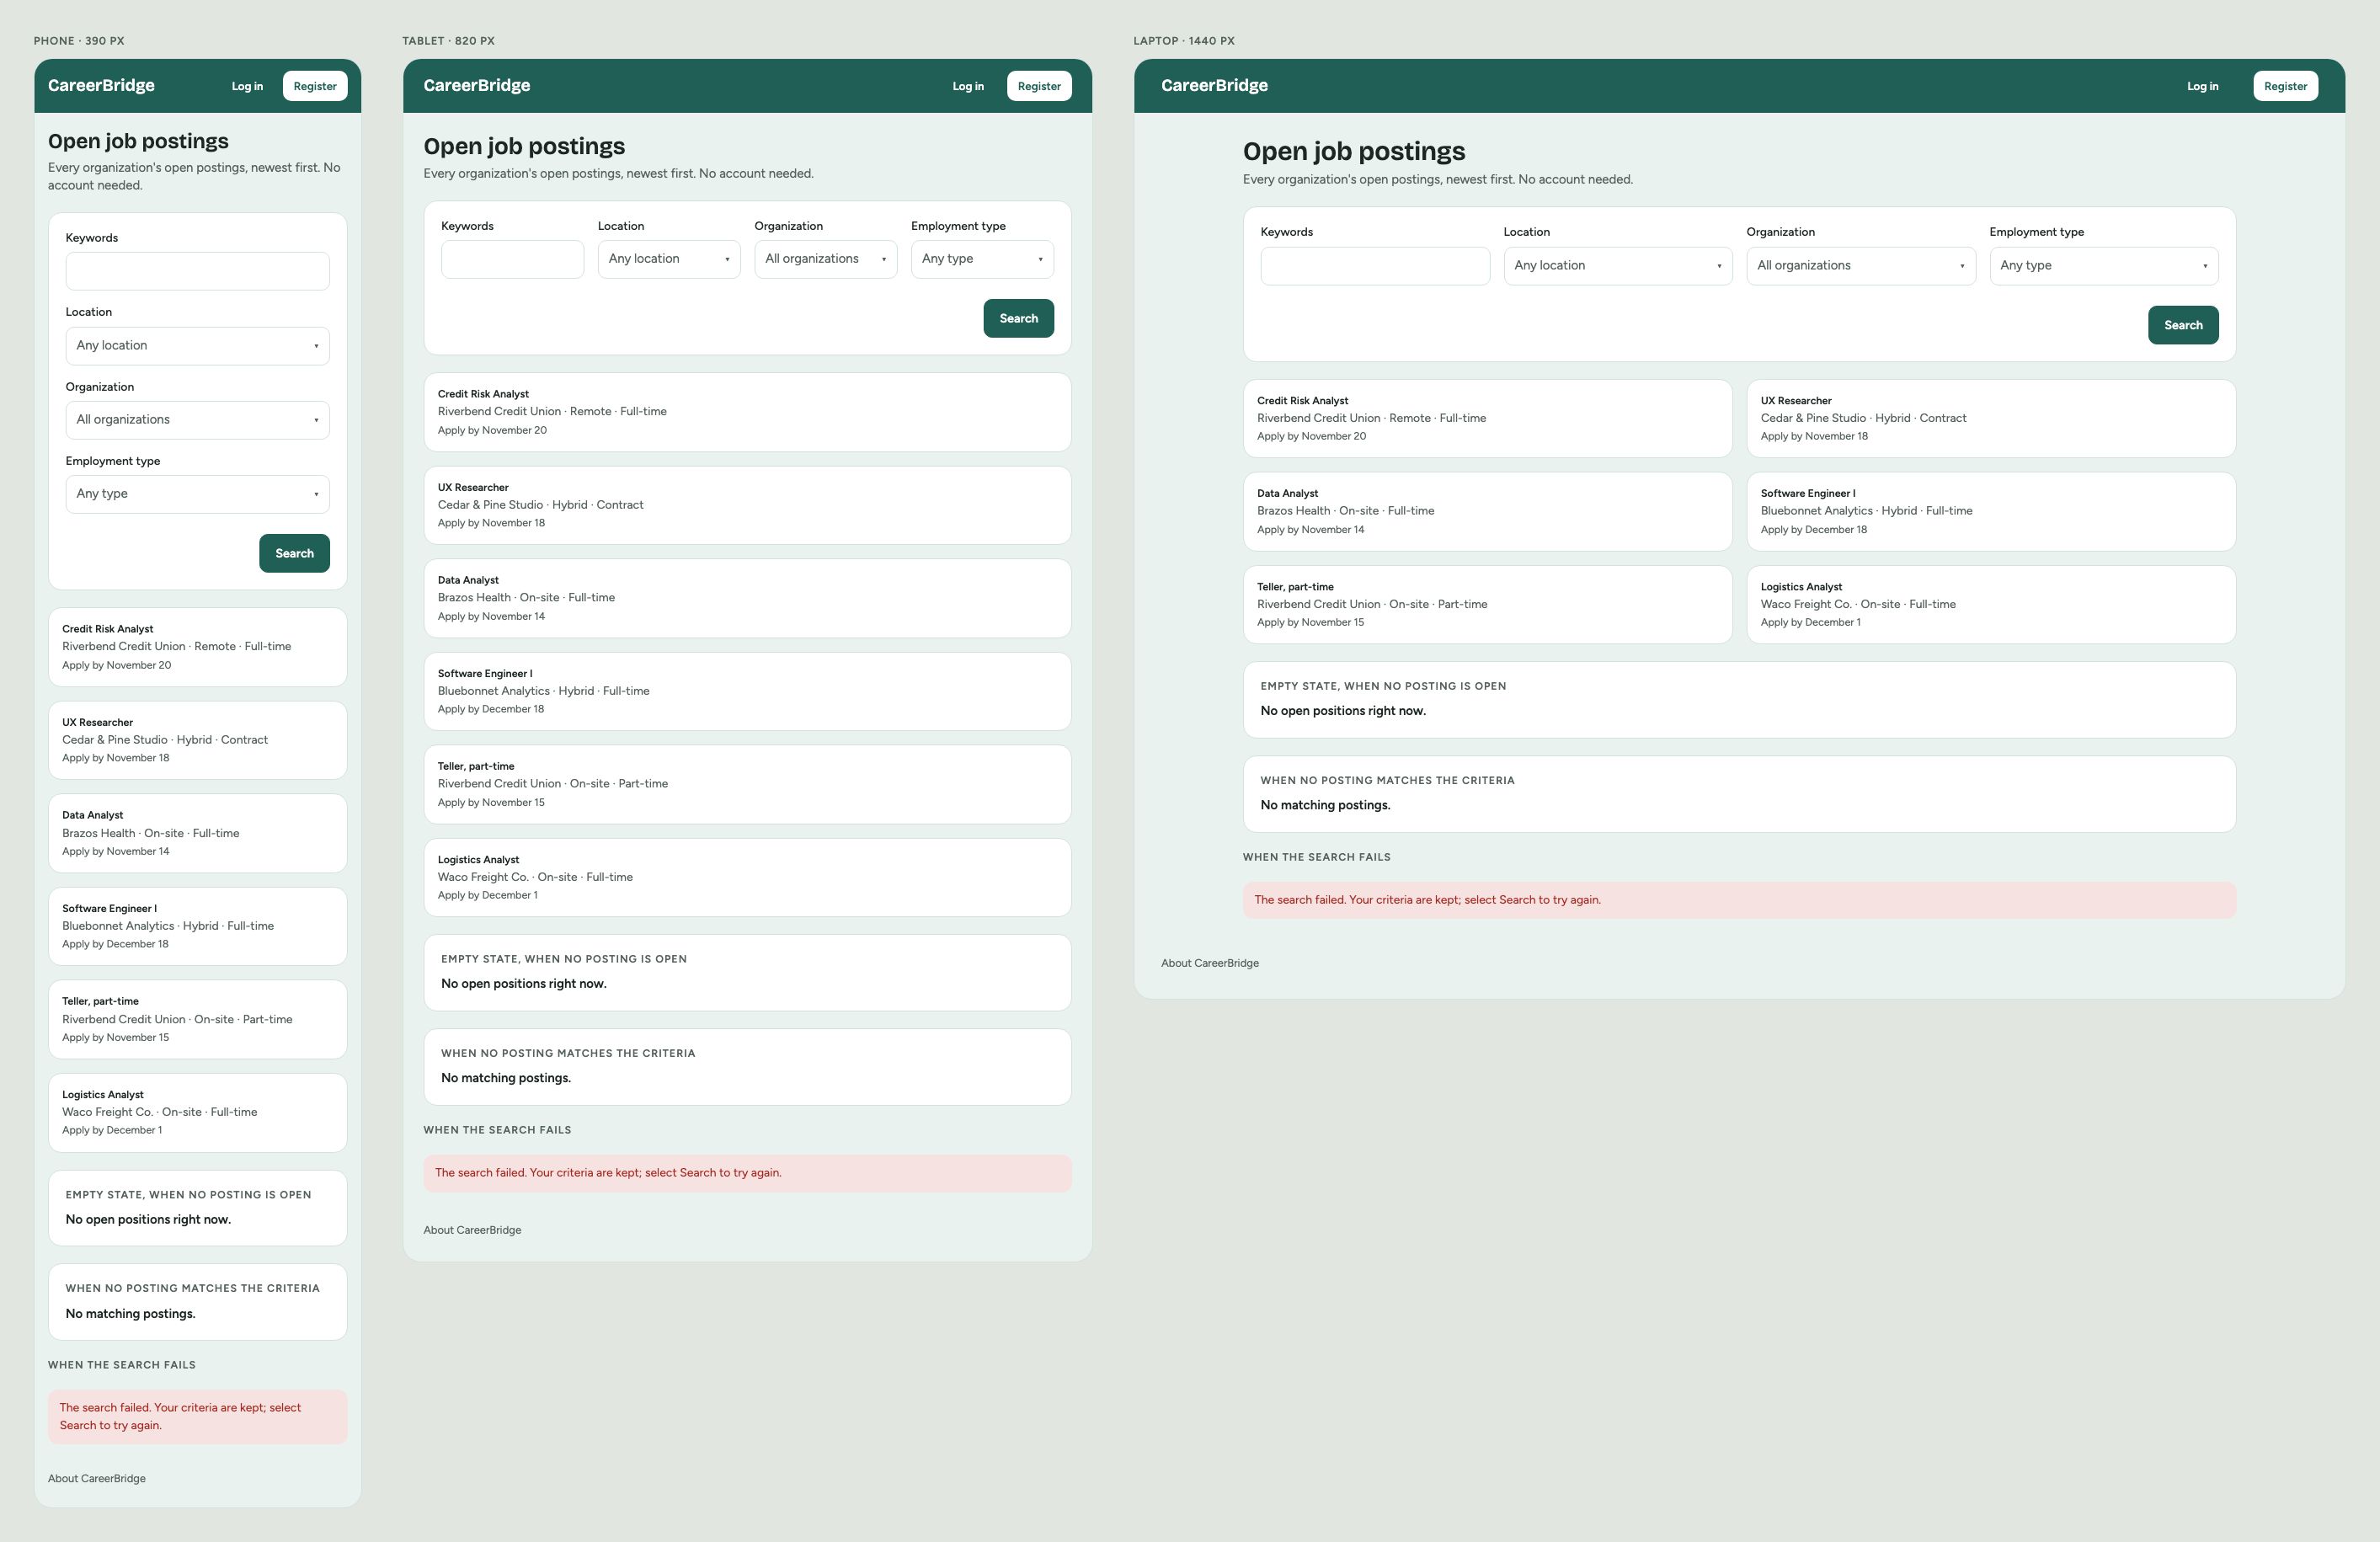 PHONE · 390 PX
CareerBridge
Log in
Register
Open job postings
Every organization's open postings, newest first. No
account needed.
Keywords
Location
Any location
Organization
All organizations
Employment type
Any type
Search
Credit Risk Analyst
Riverbend Credit Union · Remote · Full-time
Apply by November 20
UX Researcher
Cedar & Pine Studio · Hybrid · Contract
Apply by November 18
Data Analyst
Brazos Health · On-site · Full-time
Apply by November 14
Software Engineer I
Bluebonnet Analytics · Hybrid · Full-time
Apply by December 18
Teller, part-time
Riverbend Credit Union · On-site · Part-time
Apply by November 15
Logistics Analyst
Waco Freight Co. · On-site · Full-time
Apply by December 1
EMPTY STATE, WHEN NO POSTING IS OPEN
No open positions right now.
WHEN NO POSTING MATCHES THE CRITERIA
No matching postings.
WHEN THE SEARCH FAILS
The search failed. Your criteria are kept; select
Search to try again.
About CareerBridge
TABLET · 820 PX
CareerBridge
Log in
Register
Open job postings
Every organization's open postings, newest first. No account needed.
Keywords
Location
Organization
Employment type
Any location
All organizations
Any type
Search
Credit Risk Analyst
Riverbend Credit Union · Remote · Full-time
Apply by November 20
UX Researcher
Cedar & Pine Studio · Hybrid · Contract
Apply by November 18
Data Analyst
Brazos Health · On-site · Full-time
Apply by November 14
Software Engineer I
Bluebonnet Analytics · Hybrid · Full-time
Apply by December 18
Teller, part-time
Riverbend Credit Union · On-site · Part-time
Apply by November 15
Logistics Analyst
Waco Freight Co. · On-site · Full-time
Apply by December 1
EMPTY STATE, WHEN NO POSTING IS OPEN
No open positions right now.
WHEN NO POSTING MATCHES THE CRITERIA
No matching postings.
WHEN THE SEARCH FAILS
The search failed. Your criteria are kept; select Search to try again.
About CareerBridge
LAPTOP · 1440 PX
CareerBridge
Log in
Register
Open job postings
Every organization's open postings, newest first. No account needed.
Keywords
Location
Organization
Employment type
Any location
All organizations
Any type
Search
Credit Risk Analyst
Riverbend Credit Union · Remote · Full-time
Apply by November 20
UX Researcher
Cedar & Pine Studio · Hybrid · Contract
Apply by November 18
Data Analyst
Brazos Health · On-site · Full-time
Apply by November 14
Software Engineer I
Bluebonnet Analytics · Hybrid · Full-time
Apply by December 18
Teller, part-time
Riverbend Credit Union · On-site · Part-time
Apply by November 15
Logistics Analyst
Waco Freight Co. · On-site · Full-time
Apply by December 1
EMPTY STATE, WHEN NO POSTING IS OPEN
No open positions right now.
WHEN NO POSTING MATCHES THE CRITERIA
No matching postings.
WHEN THE SEARCH FAILS
The search failed. Your criteria are kept; select Search to try again.
About CareerBridge